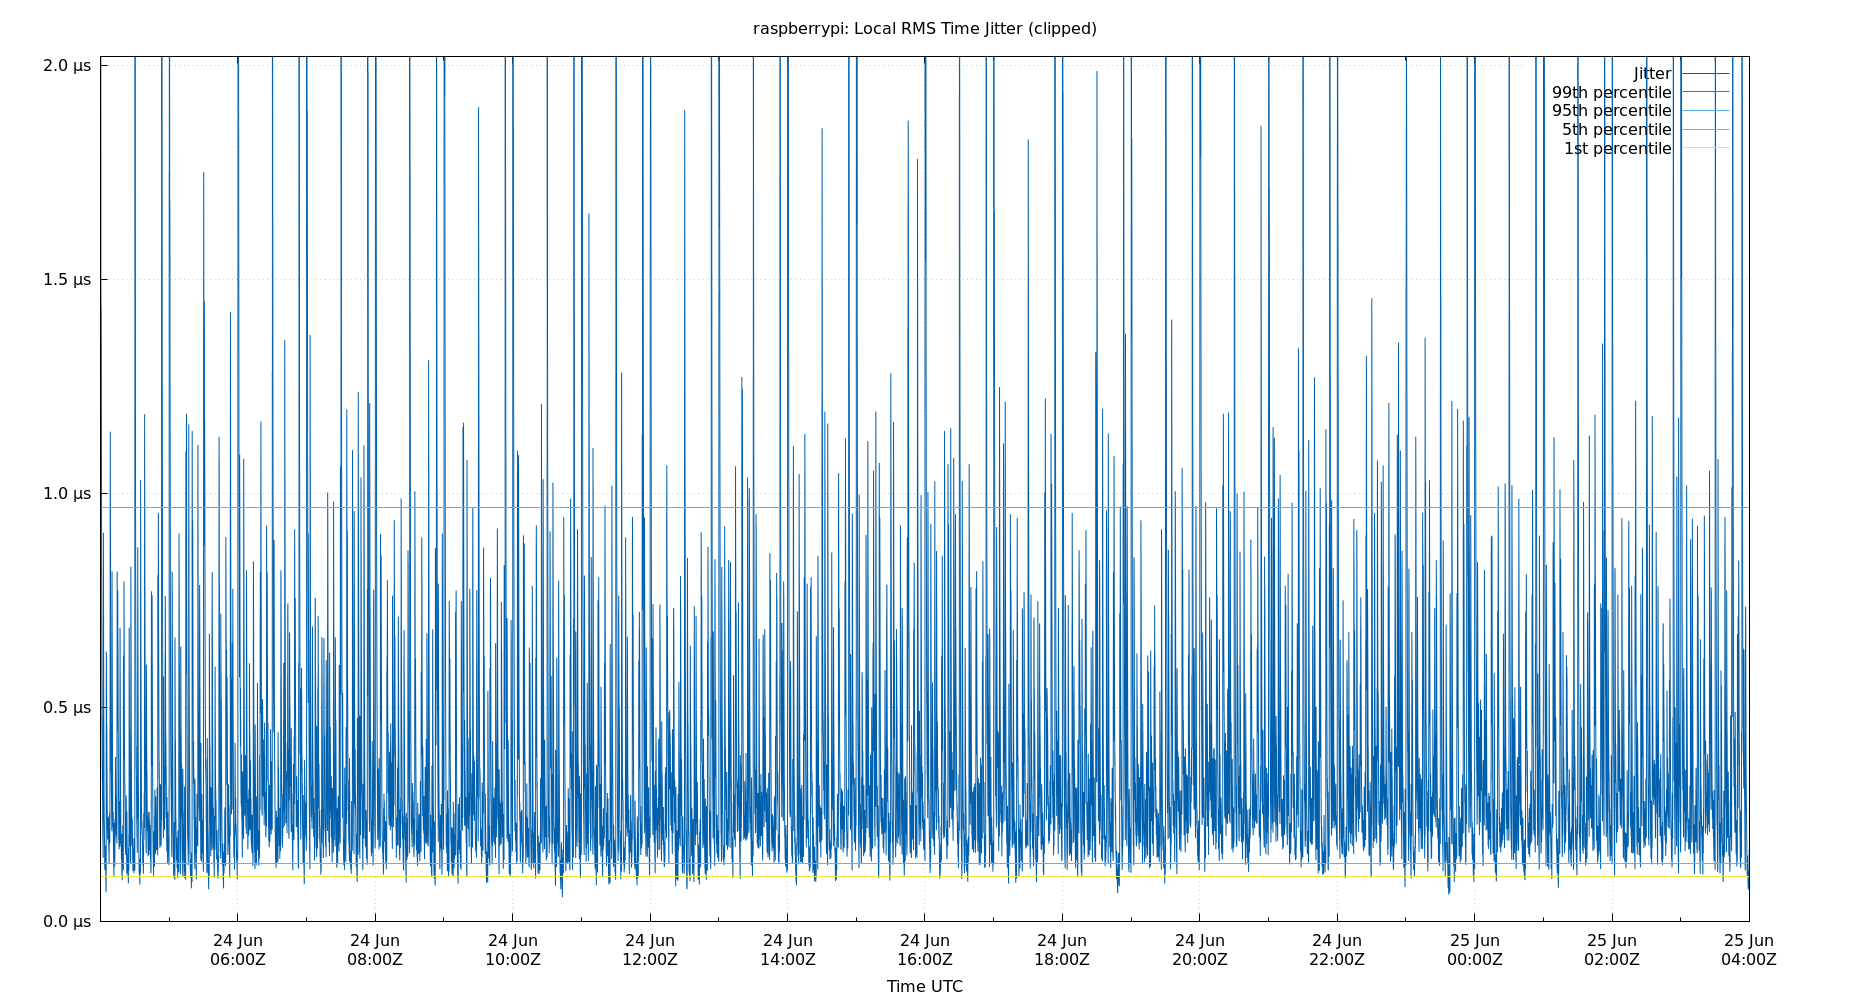 raspberrypi: Local RMS Time Jitter (clipped)
2.0 µs
1.5 µs
1.0 µs
0.5 µs
0.0 µs
Jitter
99th percentile
95th percentile
5th percentile
1st percentile
24 Jun 24 Jun 24 Jun 24 Jun 24 Jun 24 Jun 24 Jun 24 Jun 24 Jun 25 Jun 25 Jun 25 Jun
06:00Z 08:00Z 10:00Z 12:00Z 14:00Z 16:00Z 18:00Z 20:00Z 22:00Z 00:00Z 02:00Z 04:00Z
Time UTC